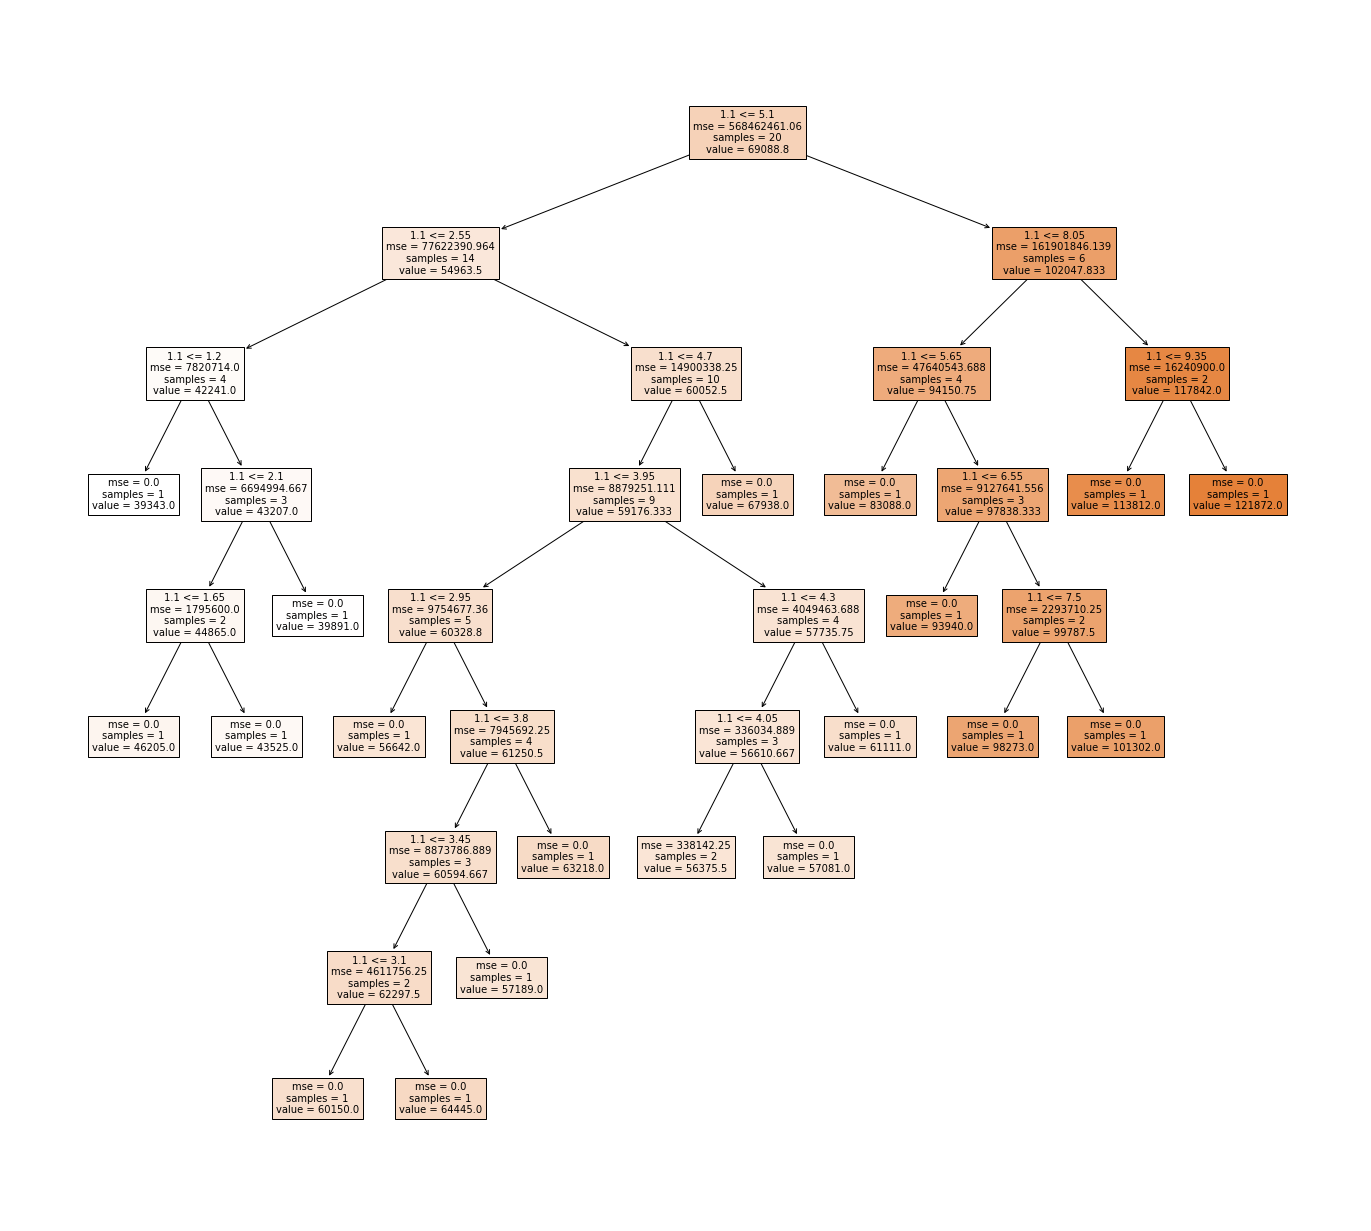 1.1 <= 5.1
mse = 568462461.06
samples = 20
value = 69088.8
1.1 <= 2.55
mse = 77622390.964
samples = 14
value = 54963.5
1.1 <= 8.05
mse = 161901846.139
samples = 6
value = 102047.833
1.1 <= 1.2
mse = 7820714.0
samples = 4
value = 42241.0
1.1 <= 4.7
mse = 14900338.25
samples = 10
value = 60052.5
1.1 <= 5.65
mse = 47640543.688
samples = 4
value = 94150.75
1.1 <= 9.35
mse = 16240900.0
samples = 2
value = 117842.0
mse = 0.0
samples = 1
value = 39343.0
1.1 <= 2.1
mse = 6694994.667
samples = 3
value = 43207.0
1.1 <= 3.95
mse = 8879251.111
samples = 9
value = 59176.333
mse = 0.0
samples = 1
value = 67938.0
mse = 0.0
samples = 1
value = 83088.0
1.1 <= 6.55
mse = 9127641.556
samples = 3
value = 97838.333
mse = 0.0
samples = 1
value = 113812.0
mse = 0.0
samples = 1
value = 121872.0
1.1 <= 1.65
mse = 1795600.0
samples = 2
value = 44865.0
mse = 0.0
samples = 1
value = 39891.0
1.1 <= 2.95
mse = 9754677.36
samples = 5
value = 60328.8
1.1 <= 4.3
mse = 4049463.688
samples = 4
value = 57735.75
mse = 0.0
samples = 1
value = 93940.0
1.1 <= 7.5
mse = 2293710.25
samples = 2
value = 99787.5
mse = 0.0
samples = 1
value = 46205.0
mse = 0.0
samples = 1
value = 43525.0
mse = 0.0
samples = 1
value = 56642.0
1.1 <= 3.8
mse = 7945692.25
samples = 4
value = 61250.5
1.1 <= 4.05
mse = 336034.889
samples = 3
value = 56610.667
mse = 0.0
samples = 1
value = 61111.0
mse = 0.0
samples = 1
value = 98273.0
mse = 0.0
samples = 1
value = 101302.0
1.1 <= 3.45
mse = 8873786.889
samples = 3
value = 60594.667
mse = 0.0
samples = 1
value = 63218.0
mse = 338142.25
samples = 2
value = 56375.5
mse = 0.0
samples = 1
value = 57081.0
1.1 <= 3.1
mse = 4611756.25
samples = 2
value = 62297.5
mse = 0.0
samples = 1
value = 57189.0
mse = 0.0
samples = 1
value = 60150.0
mse = 0.0
samples = 1
value = 64445.0